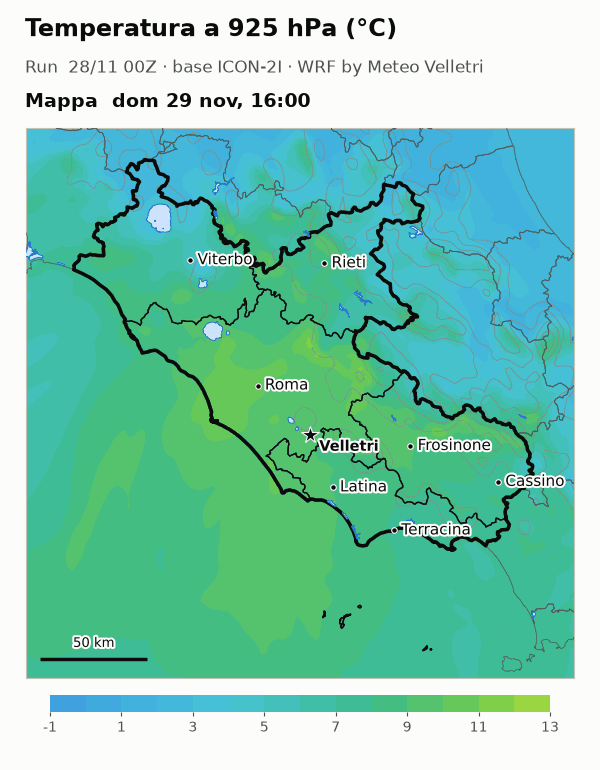 Temperatura a 925 hPa (°C)
Run  28/11 00Z · base ICON-2I · WRF by Meteo Velletri
Mappa  dom 29 nov, 16:00
Viterbo
Rieti
Roma
Velletri
Frosinone
Latina
Cassino
Terracina
50 km
-1 1 3 5 7 9 11 13